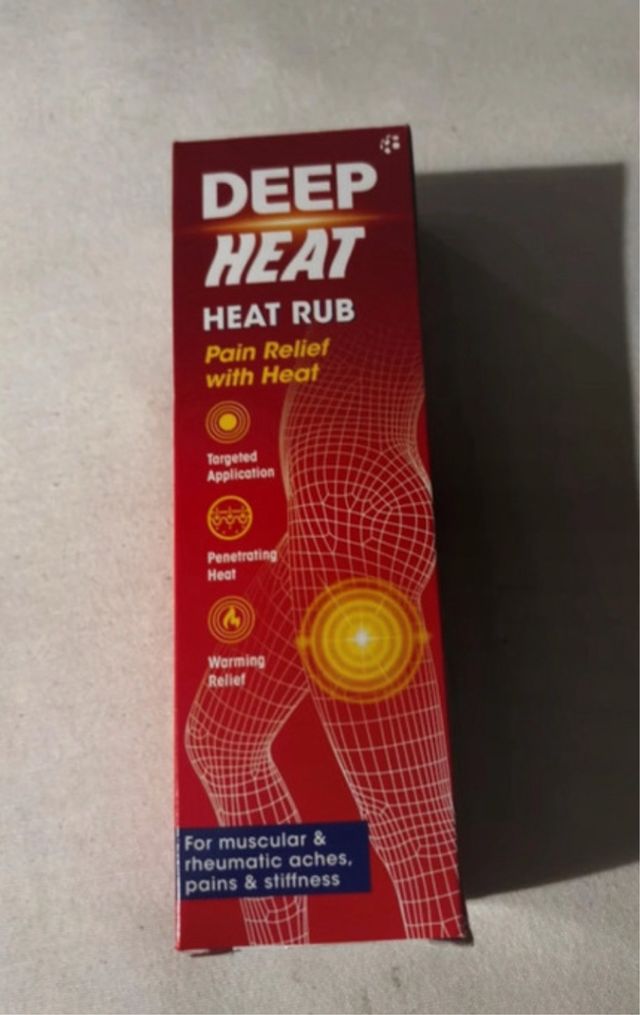 DEEP
HEAT
HEAT RUB
Pain Relief
with Heat
Targeted
Application
Penetrating
Heat
Warming
Relief
For muscular &
rheumatic aches,
pains & stiffness